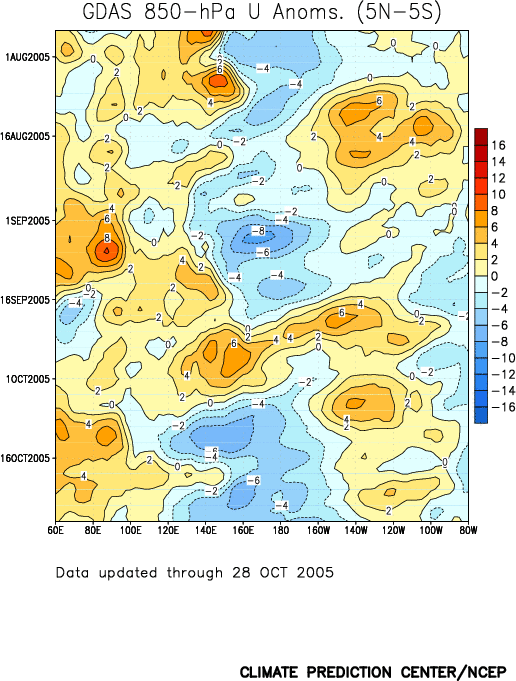 GDAS 850-hPa U Anoms. (5N-5S)
1AUG2005
16AUG2005
1SEP2005
16SEP2005
1OCT2005
16OCT2005
60E 80E 100E 120E 140E 160E 180 160W 140W 120W 100W 80W
16
14
12
10
8
6
4
2
0
-2
-4
-6
-8
-10
-12
-14
-16
Data updated through 28 OCT 2005
CLIMATE PREDICTION CENTER/NCEP